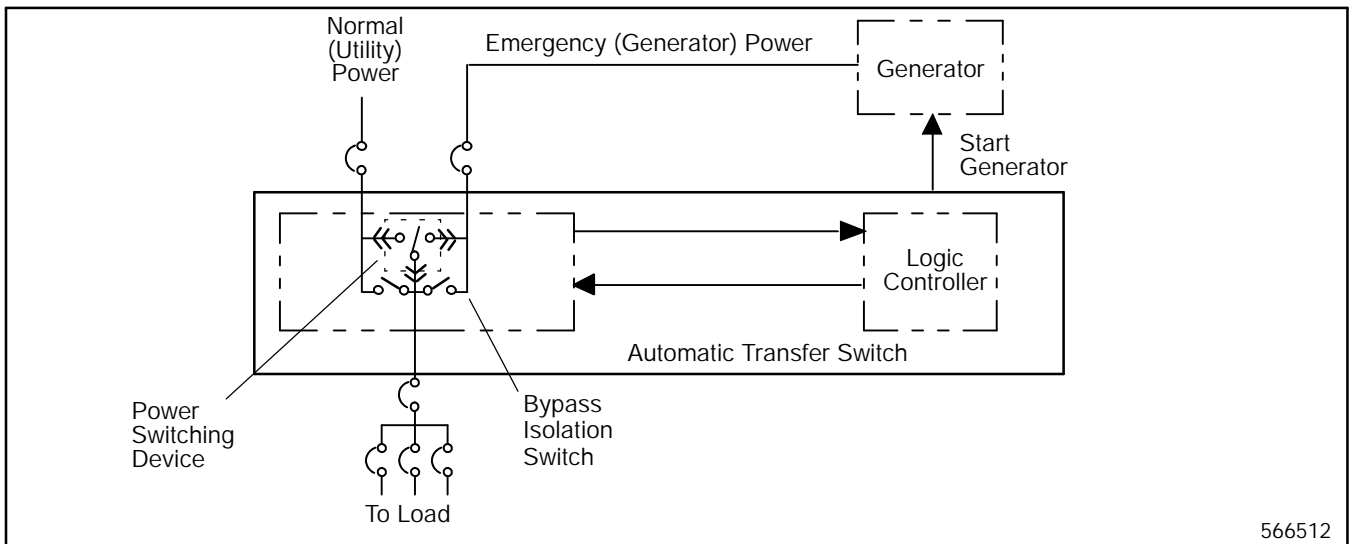 Normal
(Utility)
Power
Emergency (Generator) Power
Generator
Start
Generator
Logic
Controller
Automatic Transfer Switch
Power
Switching
Device
Bypass
Isolation
Switch
To Load
566512